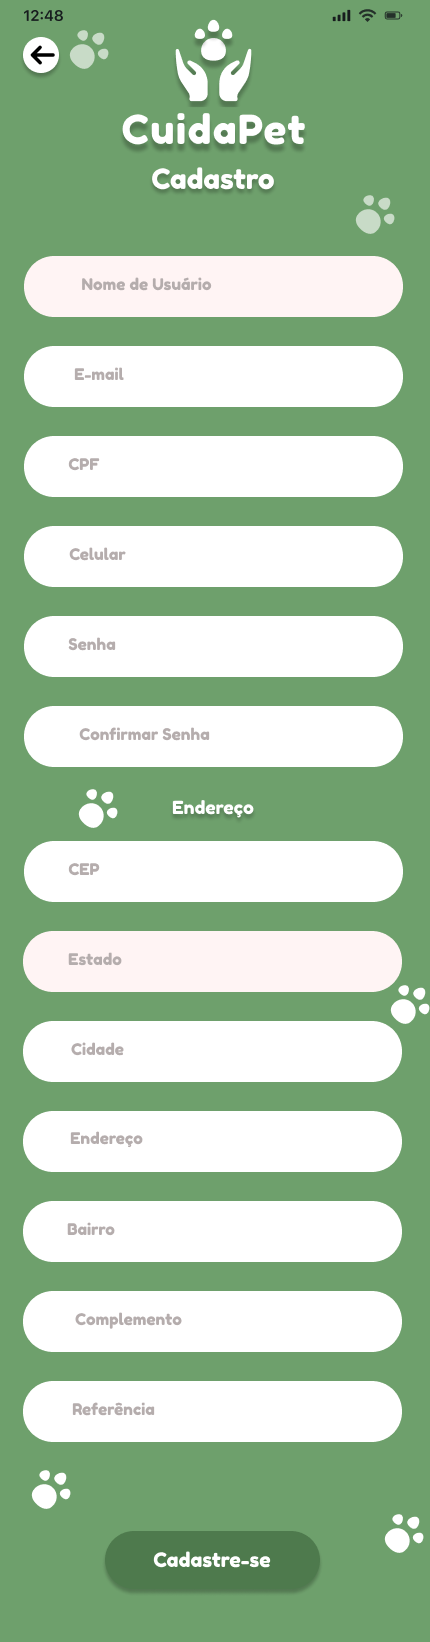 12:48
CuidaPet
Cadastro
Nome de Usuário
E-mail
CPF
Celular
Senha
Confirmar Senha
Endereço
CEP
Estado
Cidade
Endereço
Bairro
Complemento
Referência
Cadastre-se